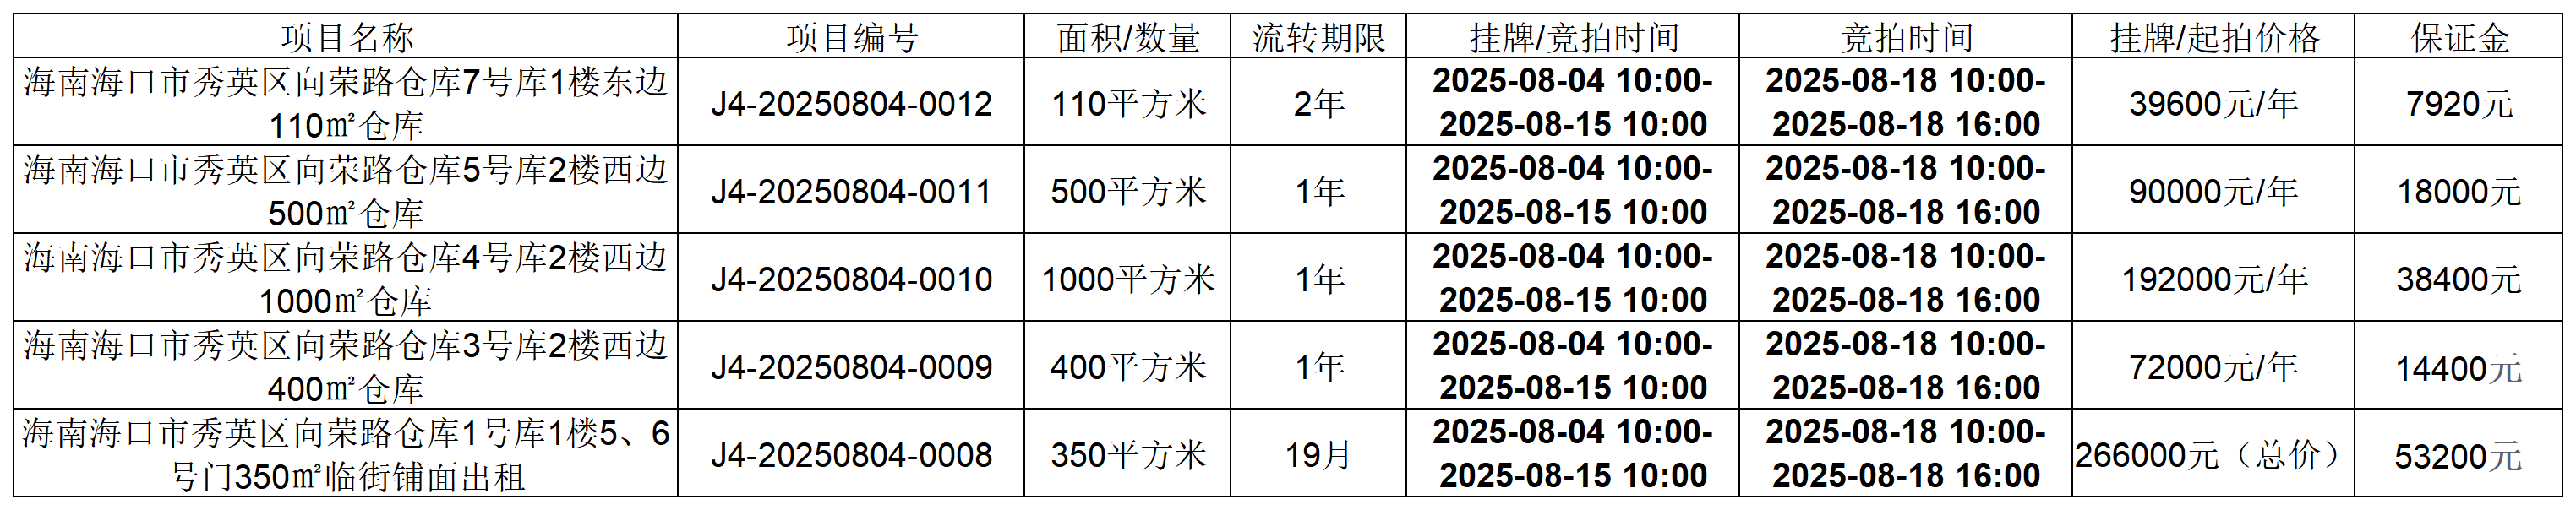 项目名称 项目编号 面积/数量 流转期限 挂牌/竞拍时间 竞拍时间 挂牌/起拍价格 保证金
海南海口市秀英区向荣路仓库7号库1楼东边
110㎡仓库
J4-20250804-0012
110平方米
2年
2025-08-04 10:00-
2025-08-15 10:00
2025-08-18 10:00-
2025-08-18 16:00
39600元/年
7920元
海南海口市秀英区向荣路仓库5号库2楼西边
500㎡仓库
J4-20250804-0011
500平方米
1年
2025-08-04 10:00-
2025-08-15 10:00
2025-08-18 10:00-
2025-08-18 16:00
90000元/年
18000元
海南海口市秀英区向荣路仓库4号库2楼西边
1000㎡仓库
J4-20250804-0010
1000平方米
1年
2025-08-04 10:00-
2025-08-15 10:00
2025-08-18 10:00-
2025-08-18 16:00
192000元/年
38400元
海南海口市秀英区向荣路仓库3号库2楼西边
400㎡仓库
J4-20250804-0009
400平方米
1年
2025-08-04 10:00-
2025-08-15 10:00
2025-08-18 10:00-
2025-08-18 16:00
72000元/年
14400元
海南海口市秀英区向荣路仓库1号库1楼5、6
号门350㎡临街铺面出租
J4-20250804-0008
350平方米
19月
2025-08-04 10:00-
2025-08-15 10:00
2025-08-18 10:00-
2025-08-18 16:00
266000元（总价）
53200元